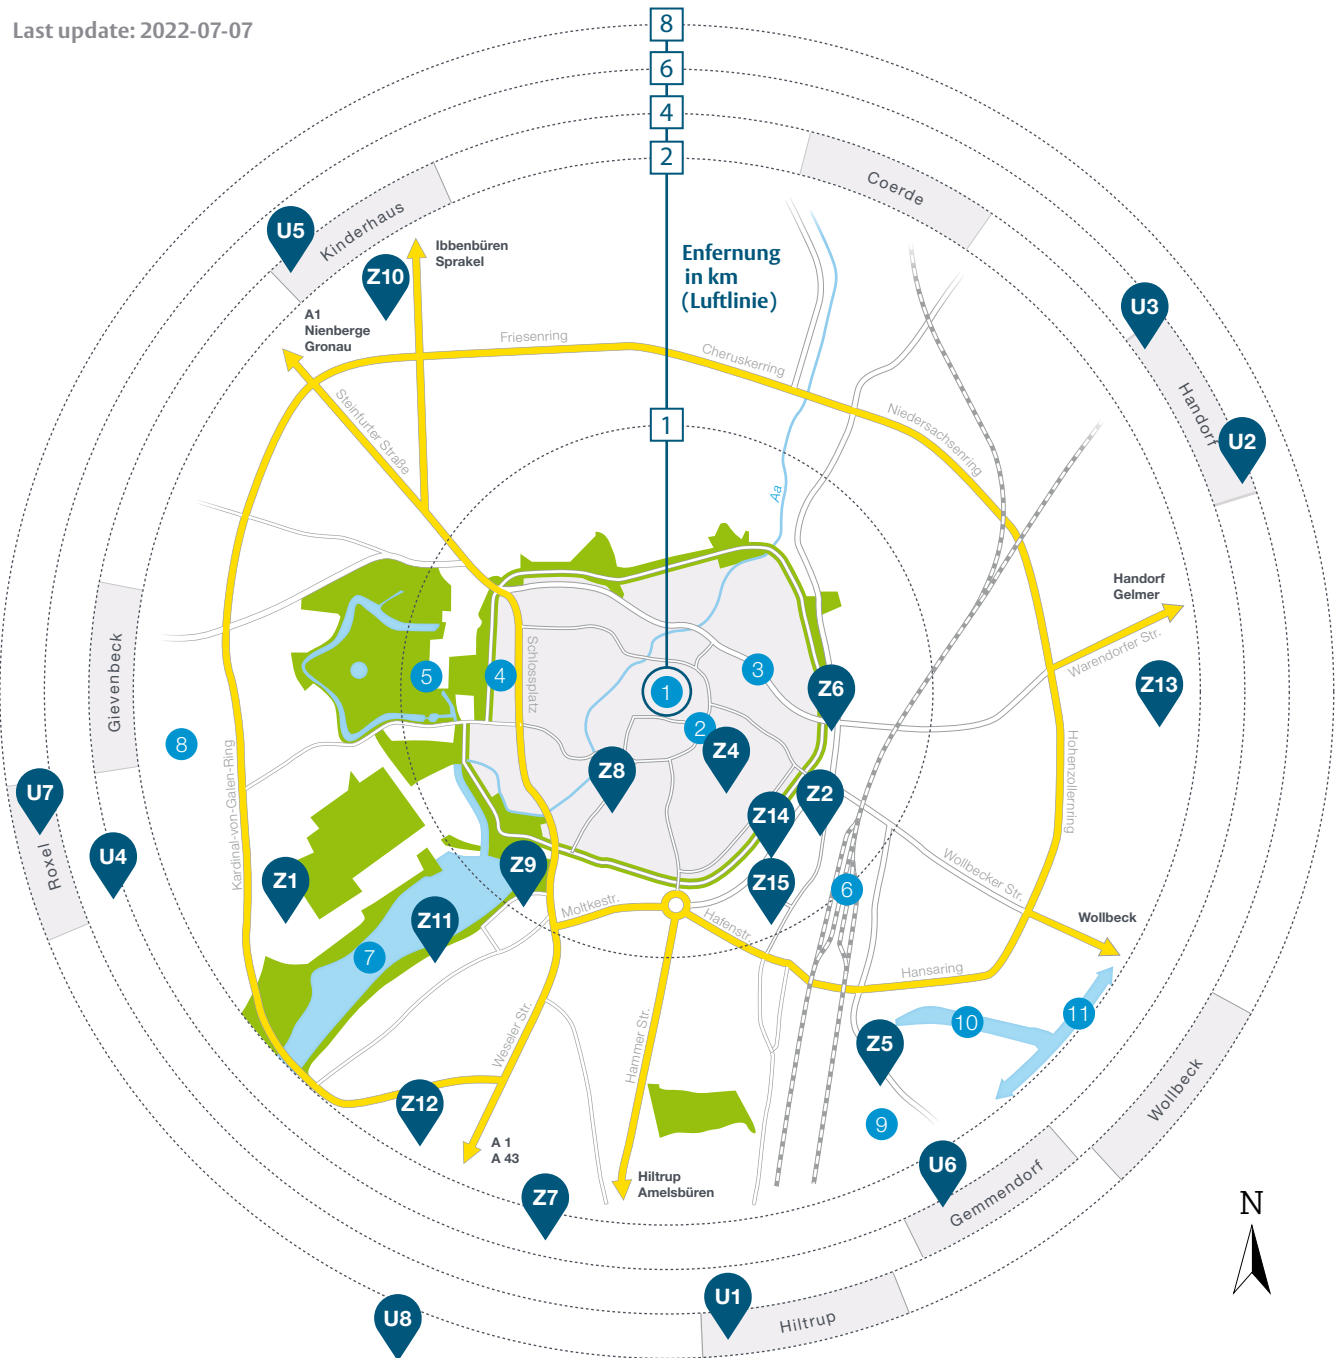 Last update: 2022-07-07
8
6
4
2
Coerde
Kinderhaus
U5
Z10
Ibbenbüren
Sprakel
Enfernung
in km
(Luftlinie)
A1
Nienberge
Gronau
U3
Friesenring
Cheruskerring
Handorf
Steinfurter Straße
1
Niedersachsenring
U2
Aa
Handorf
Gelmer
Warendorfer Str.
Gievenbeck
Schlossplatz
5
4
3
1
Z6
Z13
2
8
Z4
Z8
Kardinal-von-Galen-Ring
Hohenzollernring
U7
Z2
Z14
Roxel
U4
Z1
Z9
Z15
6
Wollbecker Str.
Moltkestr.
Hafenstr.
Z11
Wollbeck
7
Hansaring
10
11
Weseler Str.
Hammer Str.
Z5
Wollbeck
Z12
9
A 1
A 43
U6
Gemmendorf
Hiltrup
Amelsbüren
Z7
N
U1
U8
Hiltrup